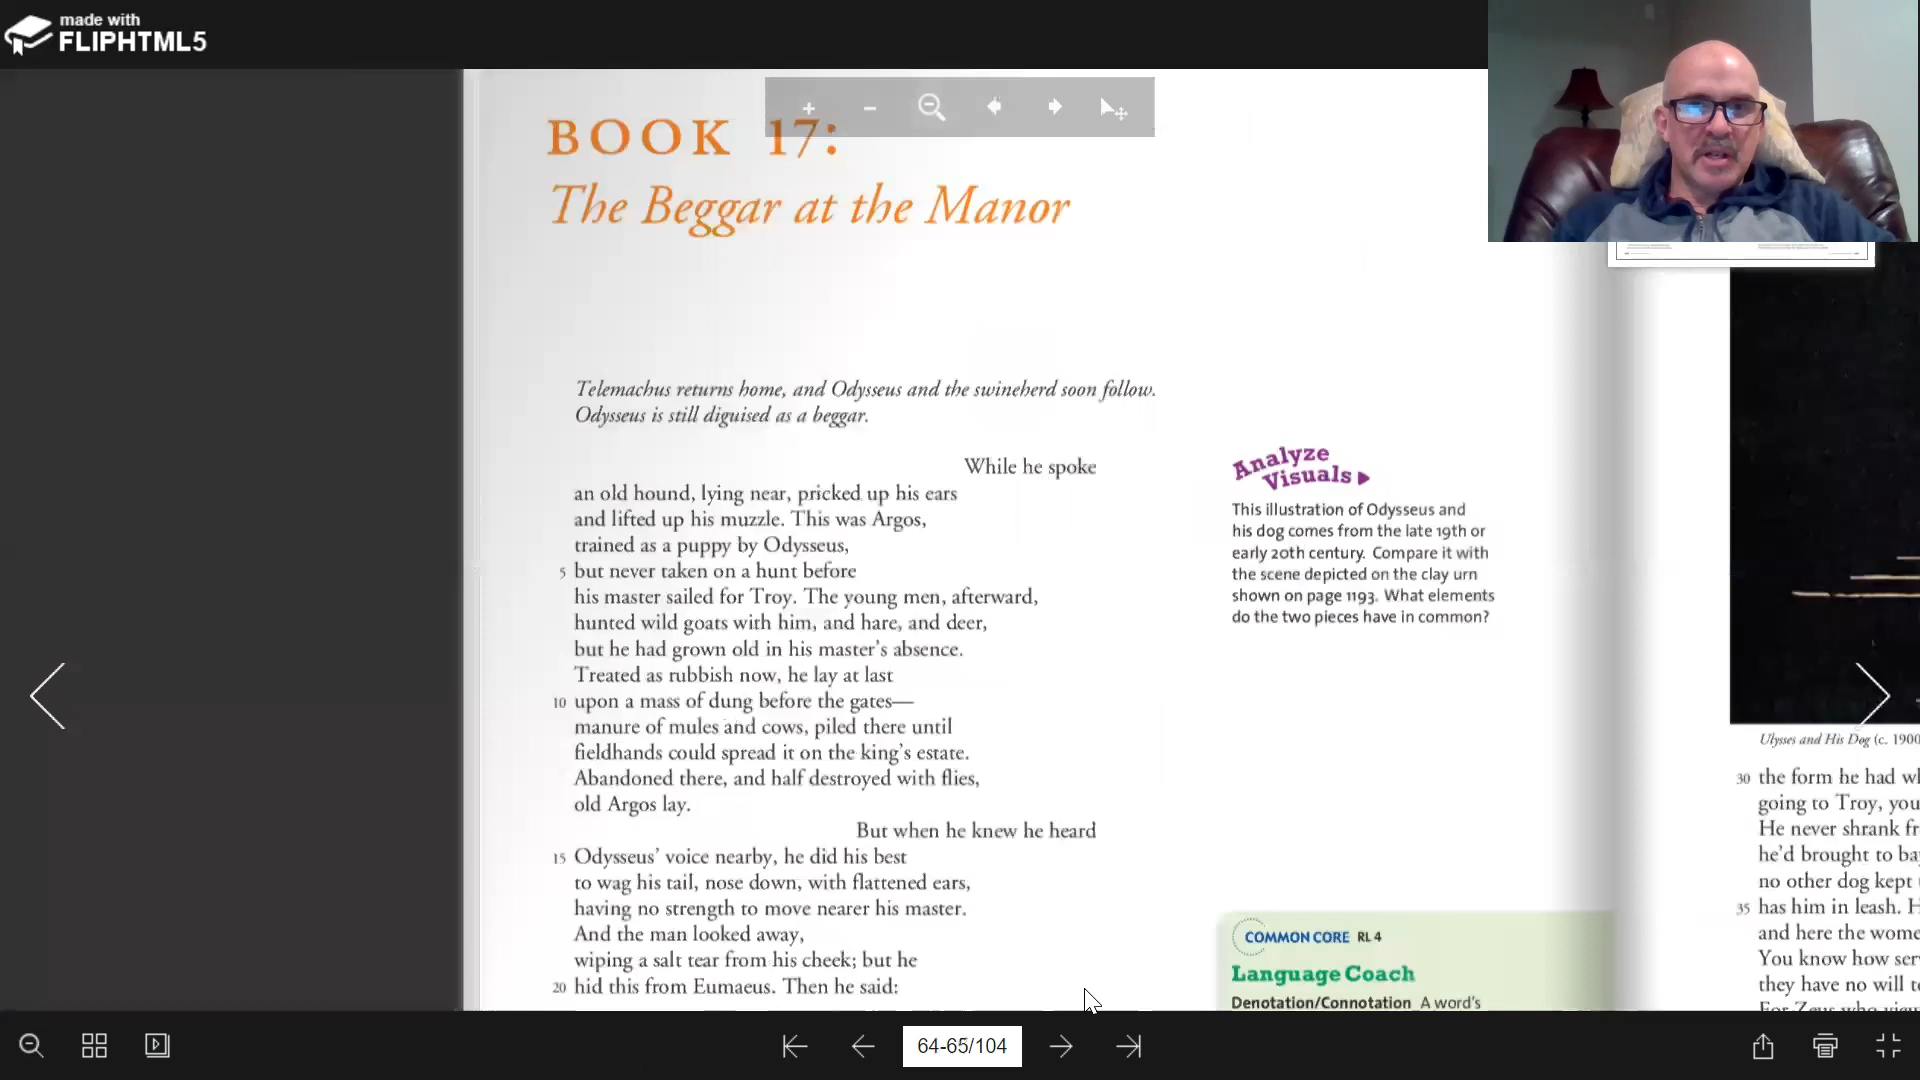 made with
FLIPHTML5
BOOK 17:
The Beggar at the Manor
Telemachus returns home, and Odysseus and the swineherd soon follow.
Odysseus is still diguised as a beggar.
While he spoke
an old hound, lying near, pricked up his ears
and lifted up his muzzle. This was Argos,
trained as a puppy by Odysseus,
5 but never taken on a hunt before
his master sailed for Troy. The young men, afterward,
hunted wild goats with him, and hare, and deer,
but he had grown old in his master's absence.
Treated as rubbish now, he lay at last
10 upon a mass of dung before the gates—
manure of mules and cows, piled there until
fieldhands could spread it on the king's estate.
Abandoned there, and half destroyed with flies,
old Argos lay.
But when he knew he heard
15 Odysseus' voice nearby, he did his best
to wag his tail, nose down, with flattened ears,
having no strength to move nearer his master.
And the man looked away,
wiping a salt tear from his cheek; but he
20 hid this from Eumaeus. Then he said:
Analyze
Visuals
This illustration of Odysseus and
his dog comes from the late 19th or
early 20th century. Compare it with
the scene depicted on the clay urn
shown on page 1193. What elements
do the two pieces have in common?
COMMON CORE RL 4
Language Coach
Denotation/Connotation A word's
Ulysses and His Dog (c. 1900
30 the form he had
going to Troy, you
He never shrank
he'd brought to
no other dog kept
35 has him in leash.
and here the
You know how
they have no will
For Zeus who
64-65/104